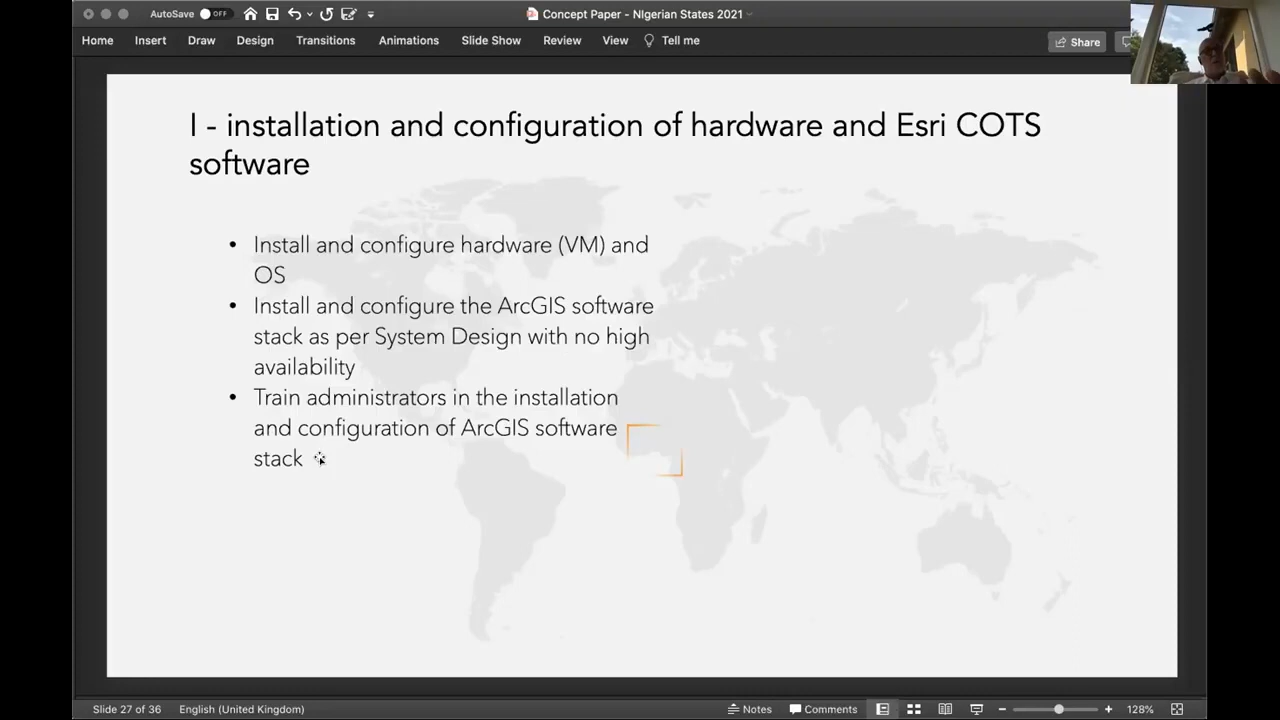 AutoSave OFF
Concept Paper - NIgerian States 2021
Home Insert Draw Design Transitions Animations Slide Show Review View Tell me Share
I - installation and configuration of hardware and Esri COTS
software
• Install and configure hardware (VM) and
OS
• Install and configure the ArcGIS software
stack as per System Design with no high
availability
• Train administrators in the installation
and configuration of ArcGIS software
stack
Slide 27 of 36 English (United Kingdom) Notes Comments 128%